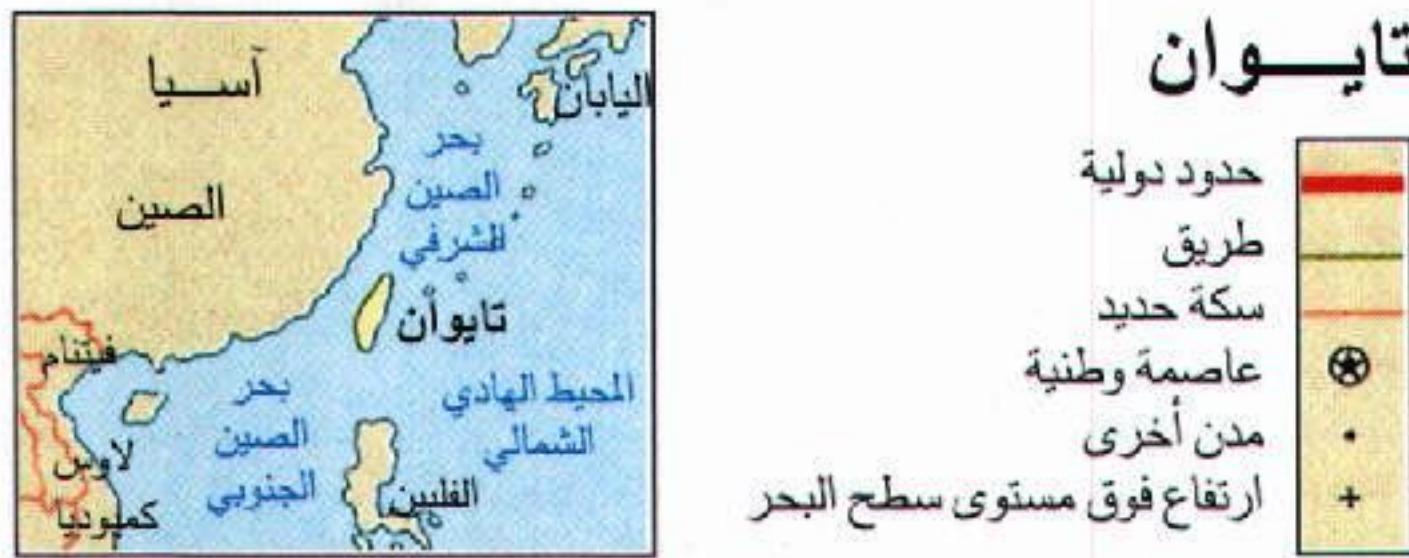 تايـــوان
حدود دولية
طريق
سكة حديد
عاصمة وطنية
مدن أخرى
ارتفاع فوق مستوى سطح البحر
آســيا
اليابان
الصين
بحر
الصين
الشرقي
تايوان
فيتنام
بحر
الصين
الجنوبي
المحيط الهادي
الشمالي
لاوس
كمبوديا
الفلبين